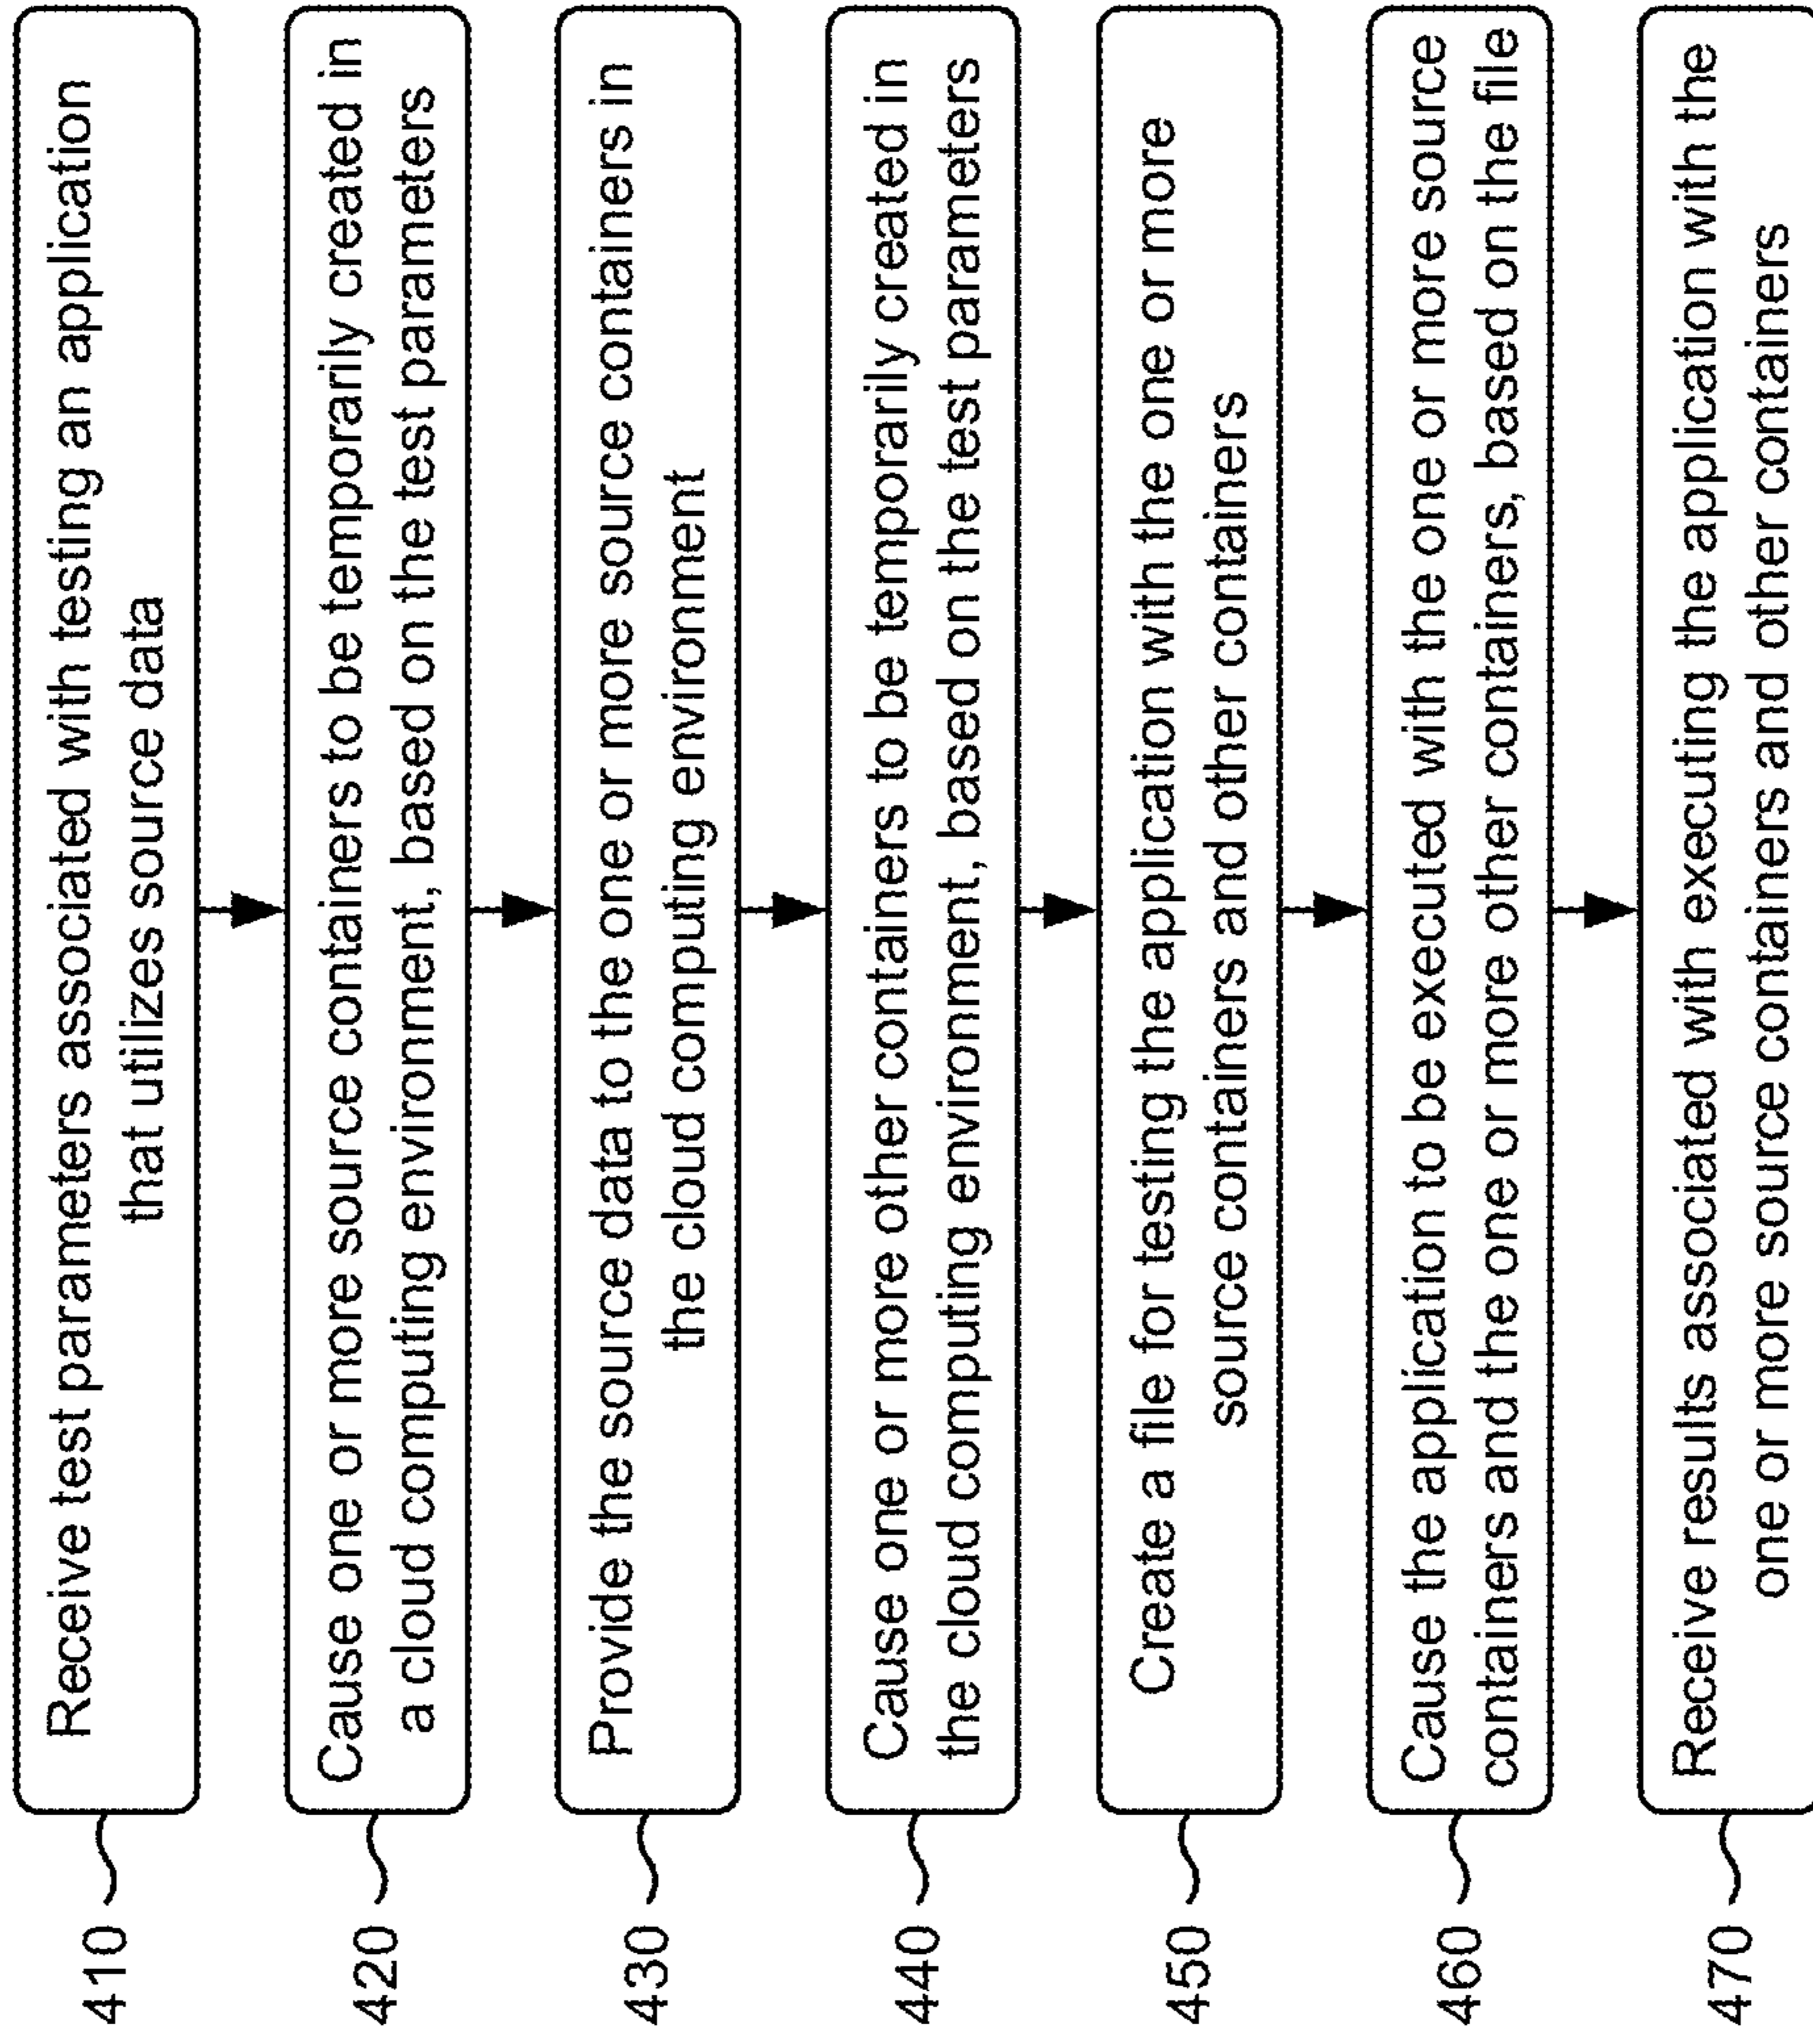 410
Receive test parameters associated with testing an application
that utilizes source data
420
Cause one or more source containers to be temporarily created in
a cloud computing environment, based on the test parameters
430
Provide the source data to the one or more source containers in
the cloud computing environment
440
Cause one or more other containers to be temporarily created in
the cloud computing environment, based on the test parameters
450
Create a file for testing the application with the one or more
source containers and other containers
460
Cause the application to be executed with the one or more source
containers and the one or more other containers, based on the file
470
Receive results associated with executing the application with the
one or more source containers and other containers